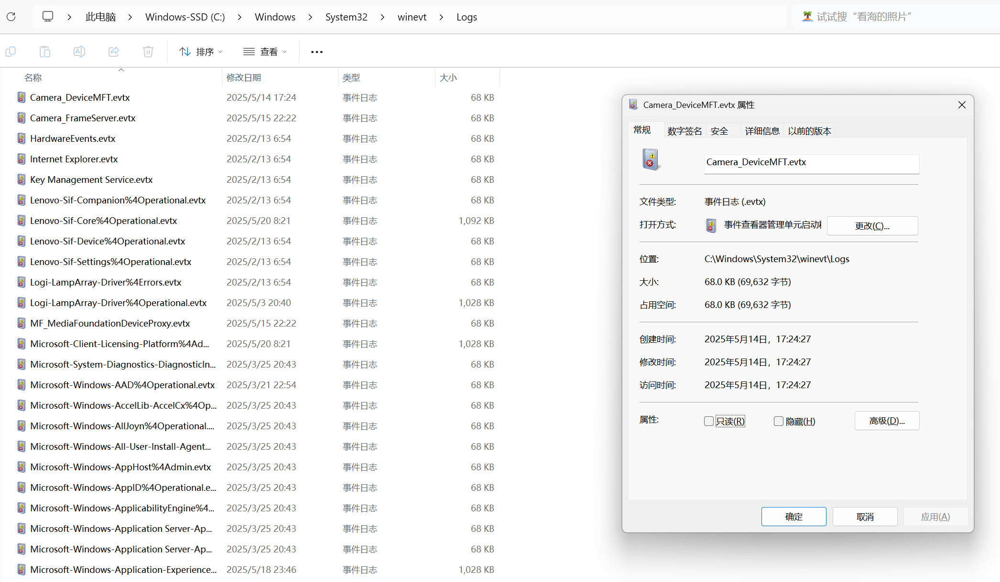 此电脑 Windows-SSD (C:) Windows System32 winevt Logs
试试搜“看海的照片”
排序 查看
名称 修改日期 类型 大小
Camera_DeviceMFT.evtx 2025/5/14 17:24 事件日志 68 KB
Camera_FrameServer.evtx 2025/5/15 22:22 事件日志 68 KB
HardwareEvents.evtx 2025/2/13 6:54 事件日志 68 KB
Internet Explorer.evtx 2025/2/13 6:54 事件日志 68 KB
Key Management Service.evtx 2025/2/13 6:54 事件日志 68 KB
Lenovo-Sif-Companion%4Operational.evtx 2025/2/13 6:54 事件日志 68 KB
Lenovo-Sif-Core%4Operational.evtx 2025/5/20 8:21 事件日志 1,092 KB
Lenovo-Sif-Device%4Operational.evtx 2025/2/13 6:54 事件日志 68 KB
Lenovo-Sif-Settings%4Operational.evtx 2025/2/13 6:54 事件日志 68 KB
Logi-LampArray-Driver%4Errors.evtx 2025/2/13 6:54 事件日志 68 KB
Logi-LampArray-Driver%4Operational.evtx 2025/5/3 20:40 事件日志 1,028 KB
MF_MediaFoundationDeviceProxy.evtx 2025/5/15 22:22 事件日志 68 KB
Microsoft-Client-Licensing-Platform%4Ad... 2025/5/20 8:21 事件日志 1,028 KB
Microsoft-System-Diagnostics-DiagnosticIn... 2025/3/25 20:43 事件日志 68 KB
Microsoft-Windows-AAD%4Operational.evtx 2025/3/21 22:54 事件日志 68 KB
Microsoft-Windows-AccelLib-AccelCx%4Op... 2025/3/25 20:43 事件日志 68 KB
Microsoft-Windows-AllJoyn%4Operational.... 2025/3/25 20:43 事件日志 68 KB
Microsoft-Windows-All-User-Install-Agent... 2025/3/25 20:43 事件日志 68 KB
Microsoft-Windows-AppHost%4Admin.evtx 2025/3/25 20:43 事件日志 68 KB
Microsoft-Windows-AppID%4Operational.e... 2025/3/25 20:43 事件日志 68 KB
Microsoft-Windows-ApplicabilityEngine%4... 2025/3/25 20:43 事件日志 68 KB
Microsoft-Windows-Application Server-Ap... 2025/3/25 20:43 事件日志 68 KB
Microsoft-Windows-Application Server-Ap... 2025/3/25 20:43 事件日志 68 KB
Microsoft-Windows-Application-Experience... 2025/5/18 23:46 事件日志 1,028 KB
Camera_DeviceMFT.evtx 属性
常规 数字签名 安全 详细信息 以前的版本
Camera_DeviceMFT.evtx
文件类型: 事件日志 (.evtx)
打开方式: 事件查看器管理单元启动 更改(C)...
位置: C:\Windows\System32\winevt\Logs
大小: 68.0 KB (69,632 字节)
占用空间: 68.0 KB (69,632 字节)
创建时间: 2025年5月14日，17:24:27
修改时间: 2025年5月14日，17:24:27
访问时间: 2025年5月14日，17:24:27
属性: 只读(R) 隐藏(H) 高级(D)...
确定 取消 应用(A)